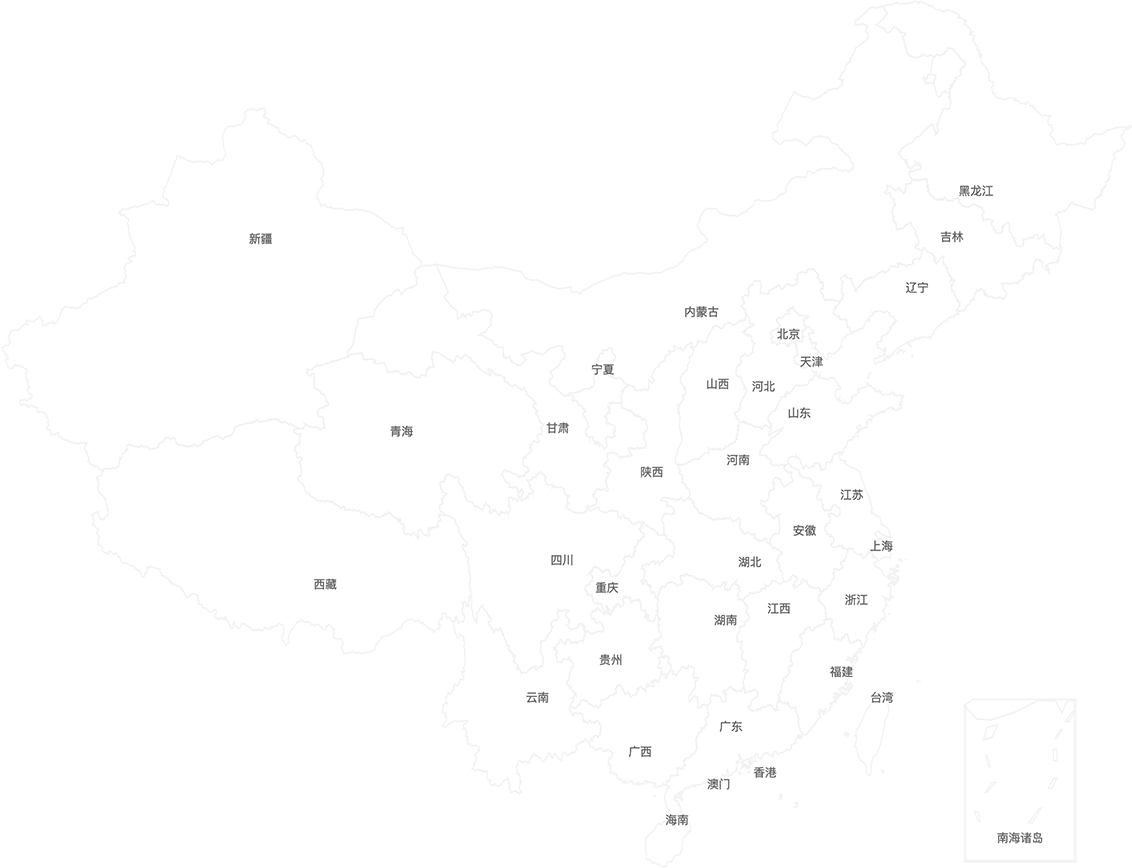 黑龙江
吉林
新疆
辽宁
内蒙古
北京
天津
宁夏
山西
河北
山东
甘肃
青海
河南
陕西
江苏
安徽
上海
四川
湖北
西藏
重庆
浙江
江西
湖南
贵州
福建
云南
台湾
广东
广西
香港
澳门
海南
南海诸岛